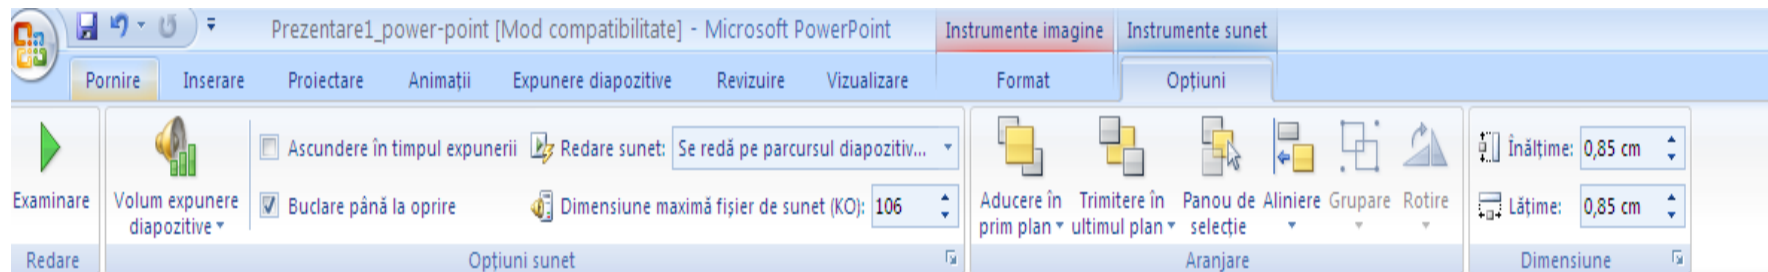 Prezentare1_power-point [Mod compatibilitate] - Microsoft PowerPoint
Instrumente imagine
Instrumente sunet
Pornire
Inserare
Proiectare
Animații
Expunere diapozitive
Revizuire
Vizualizare
Format
Opțiuni
Examinare
Redare
Volum expunere
diapozitive
Ascundere în timpul expunerii
Buclare până la oprire
Redare sunet: Se redă pe parcursul diapozitiv...
Dimensiune maximă fișier de sunet (KO): 106
Opțiuni sunet
Aducere în
prim plan
Trimitere în
ultimul plan
Panou de
selecție
Aliniere
Grupare
Rotire
Aranjare
Înălțime: 0,85 cm
Lățime: 0,85 cm
Dimensiune